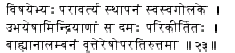 विषयेभ्यः परावर्त्य स्थापनं स्वस्वगोलके ।
उभयेषामिन्द्रियाणां स दमः परिकीर्तितः ।
बाह्यानालम्बनं वृत्तेरेषोपरतिरुत्तमा ॥ २३॥